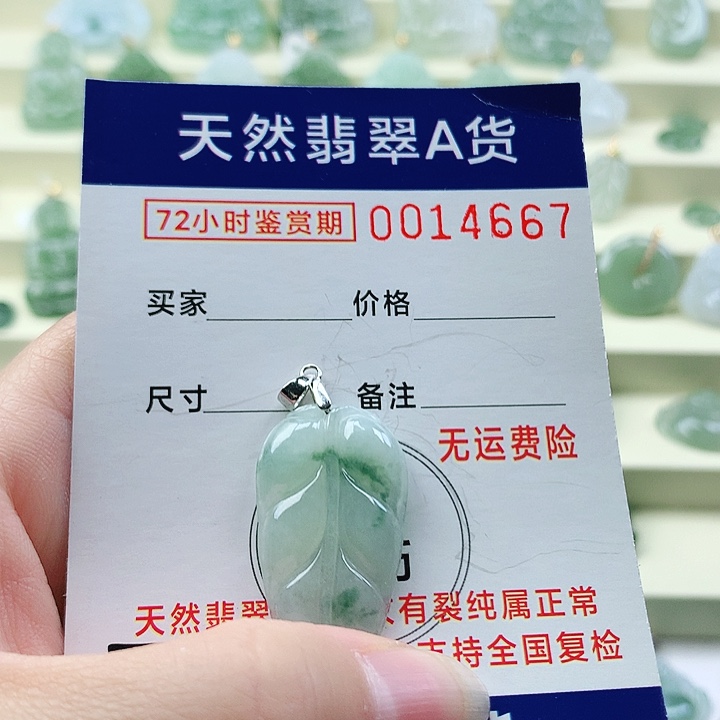 天然翡翠A货
72小时鉴赏期 0014667
买家 价格
尺寸 备注
无运费险
天然翡翠 有裂纯属正常
支持全国复检